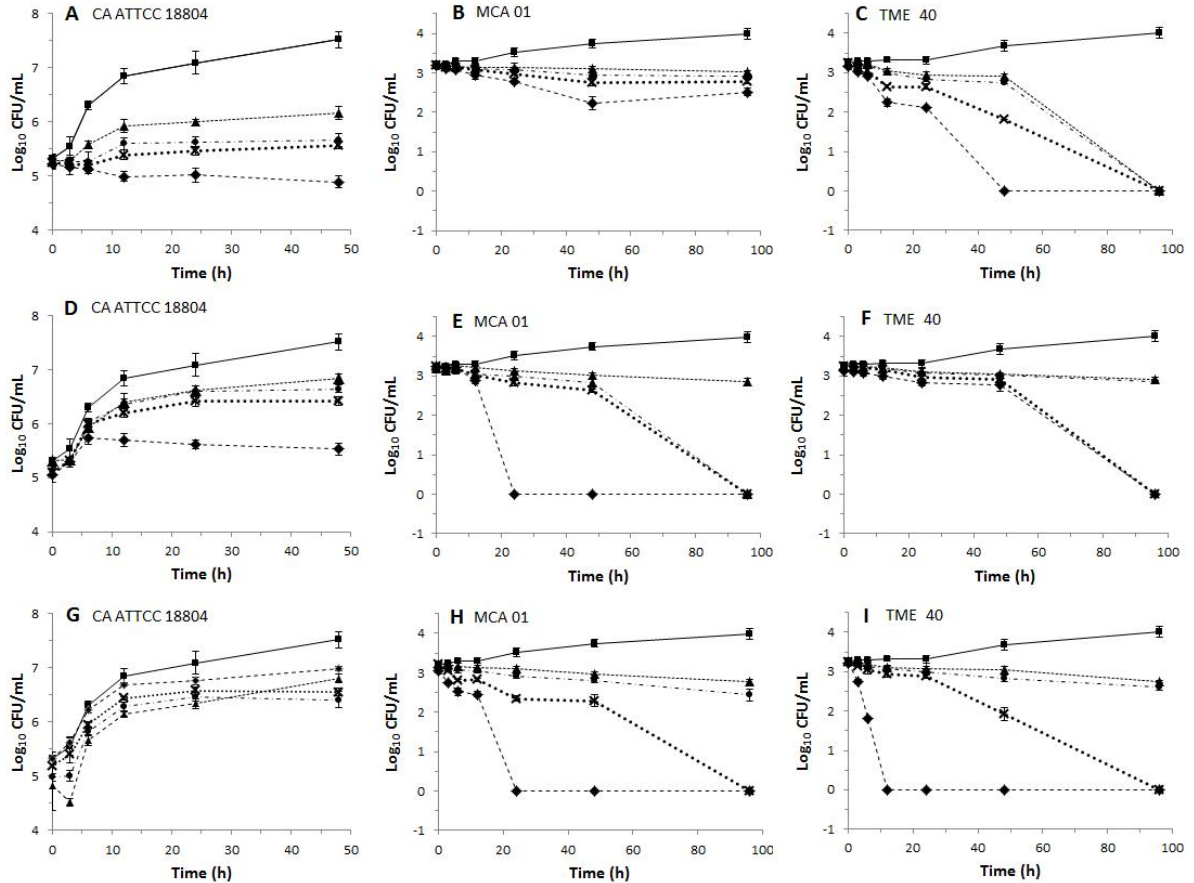 A CA ATTCC 18804
8
7
6
5
4
Log10 CFU/mL
0 10 20 30 40 50
Time (h)
B MCA 01
4
3
2
1
0
-1
Log10 CFU/mL
0 20 40 60 80 100
Time (h)
C TME 40
4
3
2
1
0
-1
Log10 CFU/mL
0 20 40 60 80 100
Time (h)
D CA ATTCC 18804
8
7
6
5
4
Log10 CFU/mL
0 10 20 30 40 50
Time (h)
E MCA 01
4
3
2
1
0
-1
Log10 CFU/mL
0 20 40 60 80 100
Time (h)
F TME 40
4
3
2
1
0
-1
Log10 CFU/mL
0 20 40 60 80 100
Time (h)
G CA ATTCC 18804
8
7
6
5
4
Log10 CFU/mL
0 10 20 30 40 50
Time (h)
H MCA 01
4
3
2
1
0
-1
Log10 CFU/mL
0 20 40 60 80 100
Time (h)
I TME 40
4
3
2
1
0
-1
Log10 CFU/mL
0 20 40 60 80 100
Time (h)